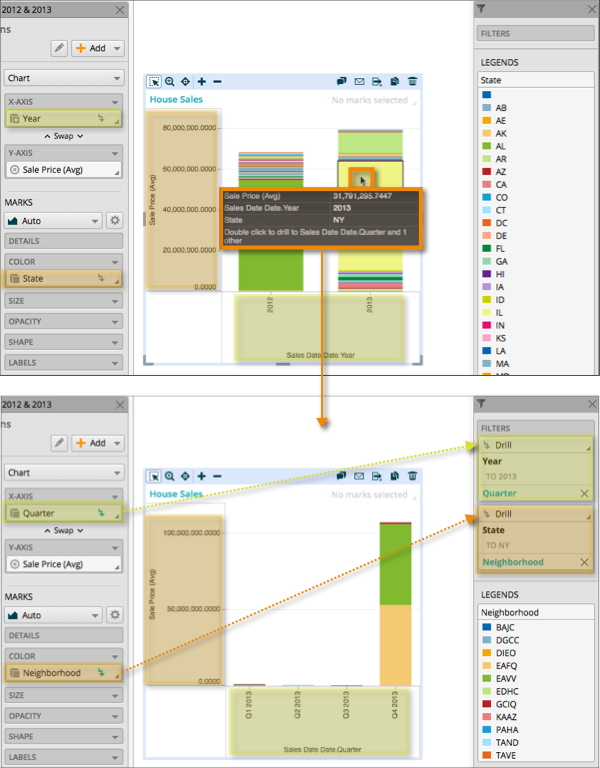 2012 & 2013
ns
Add
Chart
X-AXIS
Year
Swap
Y-AXIS
Sale Price (Avg)
MARKS
Auto
DETAILS
COLOR
State
SIZE
OPACITY
SHAPE
LABELS
House Sales
No marks selected
80,000,000.0000
60,000,000.0000
40,000,000.0000
20,000,000.0000
0.0000
Sale Price (Avg)
Sale Price (Avg) 31,791,295.7447
Sales Date Date.Year 2013
State NY
Double click to drill to Sales Date Date.Quarter and 1
other
2012
2013
Sales Date Date.Year
FILTERS
LEGENDS
State
AB
AE
AK
AL
AR
AZ
CA
CO
CT
DC
DE
FL
GA
HI
IA
ID
IL
IN
KS
LA
MA
2012 & 2013
ons
Add
Chart
X-AXIS
Quarter
Swap
Y-AXIS
Sale Price (Avg)
MARKS
Auto
DETAILS
COLOR
Neighborhood
SIZE
OPACITY
SHAPE
LABELS
House Sales
No marks selected
100,000,000.0000
50,000,000.0000
0.0000
Sale Price (Avg)
Q1 2013
Q2 2013
Q3 2013
Q4 2013
Sales Date Date.Quarter
FILTERS
Drill
Year
TO 2013
Quarter
Drill
State
TO NY
Neighborhood
LEGENDS
Neighborhood
BAJC
DGCC
DIEO
EAFQ
EAVV
EDHC
GCIQ
KAAZ
PAHA
TAND
TAVE